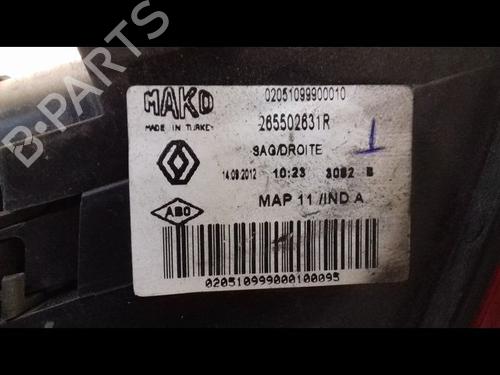 MAKO
MADE IN TURKEY
02051099900010
265502631R
SAG/DROITE
1
14.09.2012 10:23 3082 B
ABO
MAP 11 /IND A
020510999000100095
B-PARTS